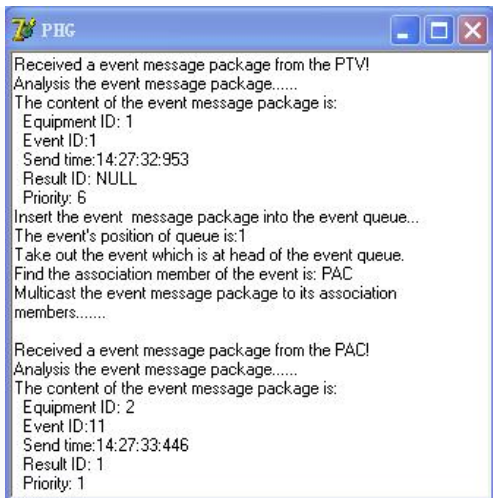 PHG
Received a event message package from the PTV!
Analysis the event message package......
The content of the event message package is:
Equipment ID: 1
Event ID:1
Send time:14:27:32:953
Result ID: NULL
Priority: 6
Insert the event  message package into the event queue...
The event's position of queue is:1
Take out the event which is at head of the event queue.
Find the association member of the event is: PAC
Multicast the event message package to its association
members.......
Received a event message package from the PAC!
Analysis the event message package......
The content of the event message package is:
Equipment ID: 2
Event ID:11
Send time:14:27:33:446
Result ID: 1
Priority: 1